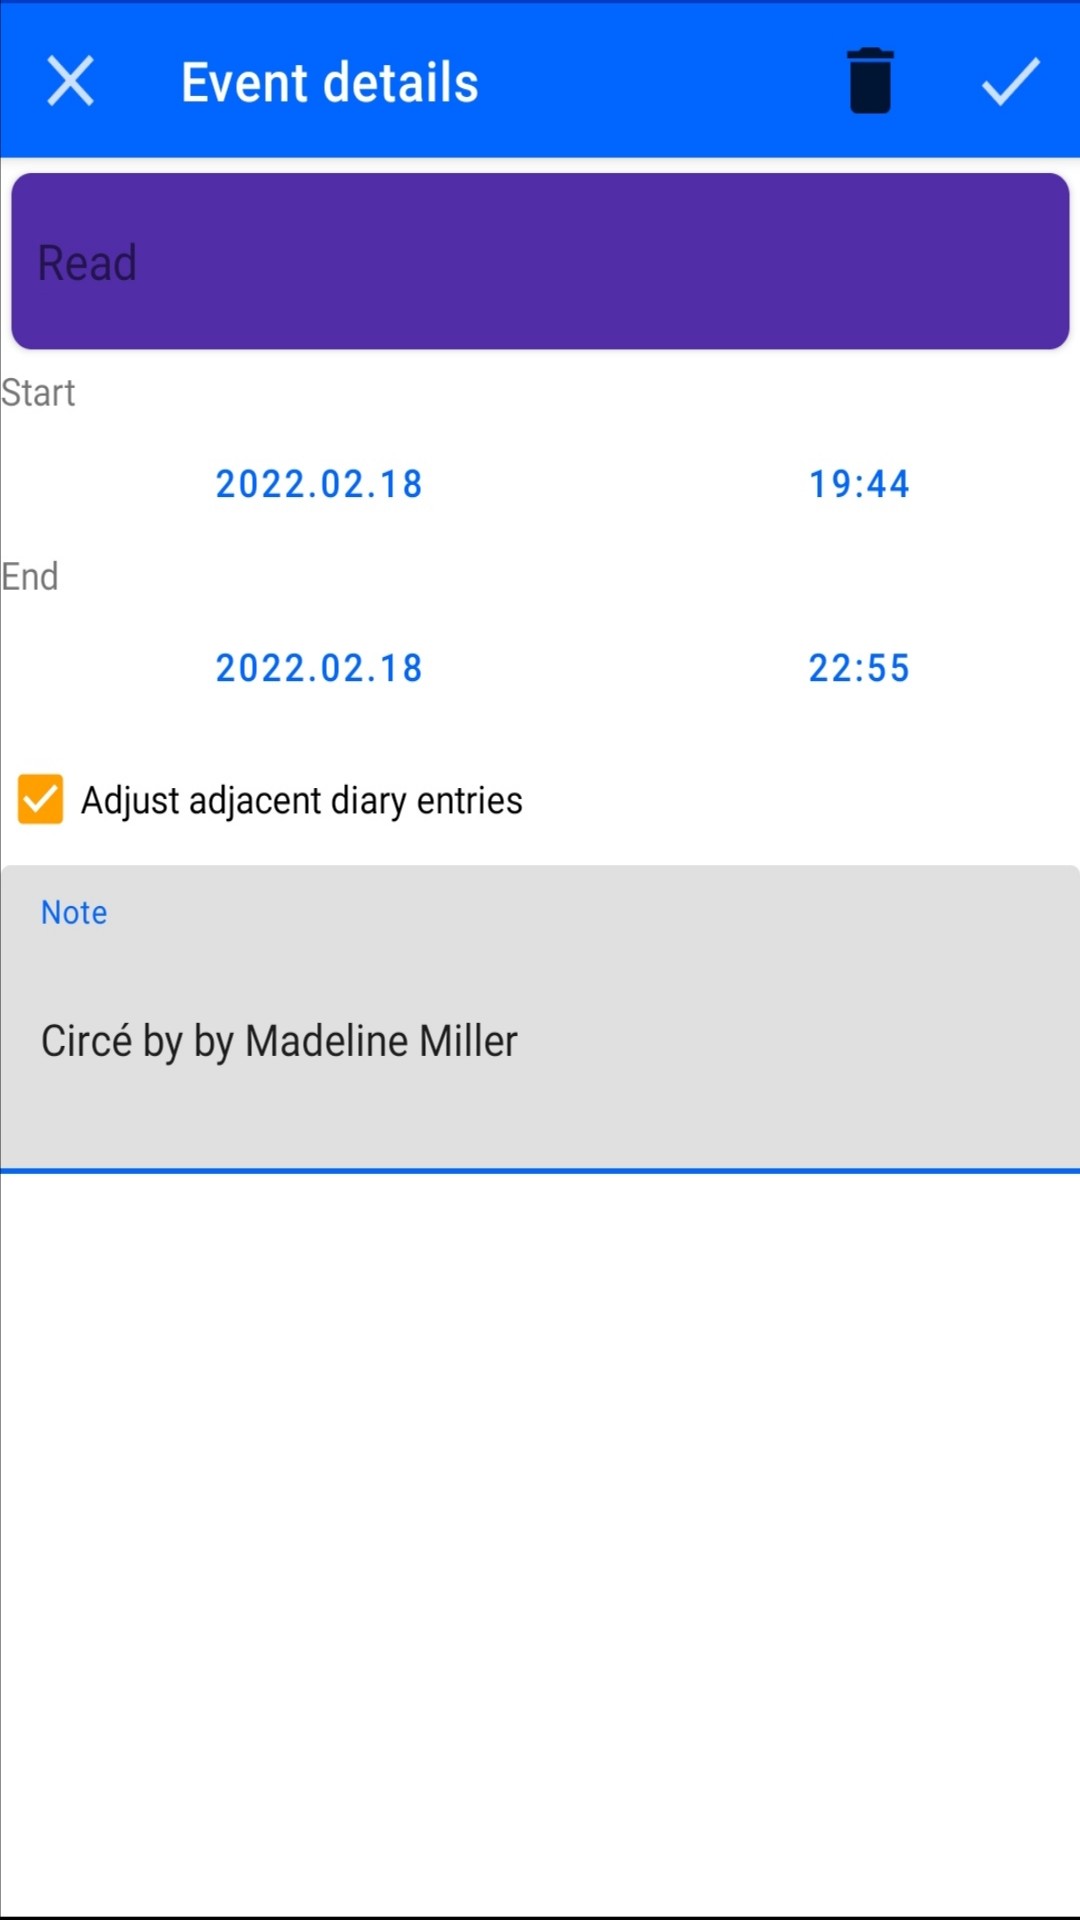 Event details
Read
Start
2022.02.18 19:44
End
2022.02.18 22:55
Adjust adjacent diary entries
Note
Circé by by Madeline Miller